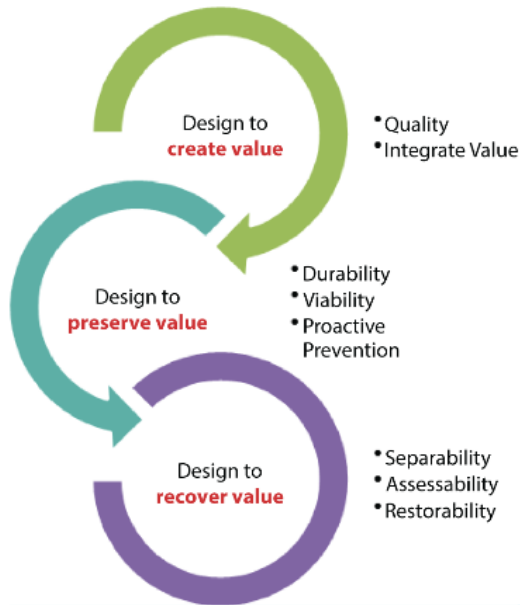 Design to
create value
• Quality
• Integrate Value
Design to
preserve value
• Durability
• Viability
• Proactive
Prevention
Design to
recover value
• Separability
• Assessability
• Restorability